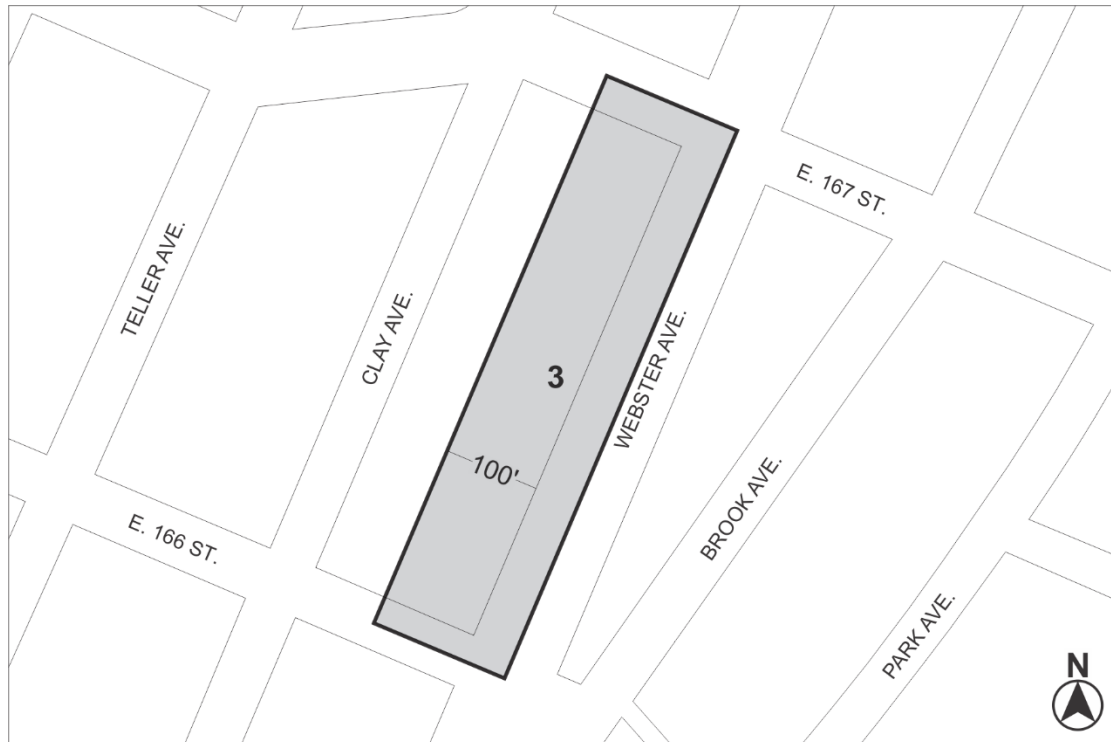 E. 167 ST.
TELLER AVE.
CLAY AVE.
WEBSTER AVE.
3
100'
BROOK AVE.
E. 166 ST.
PARK AVE.
N